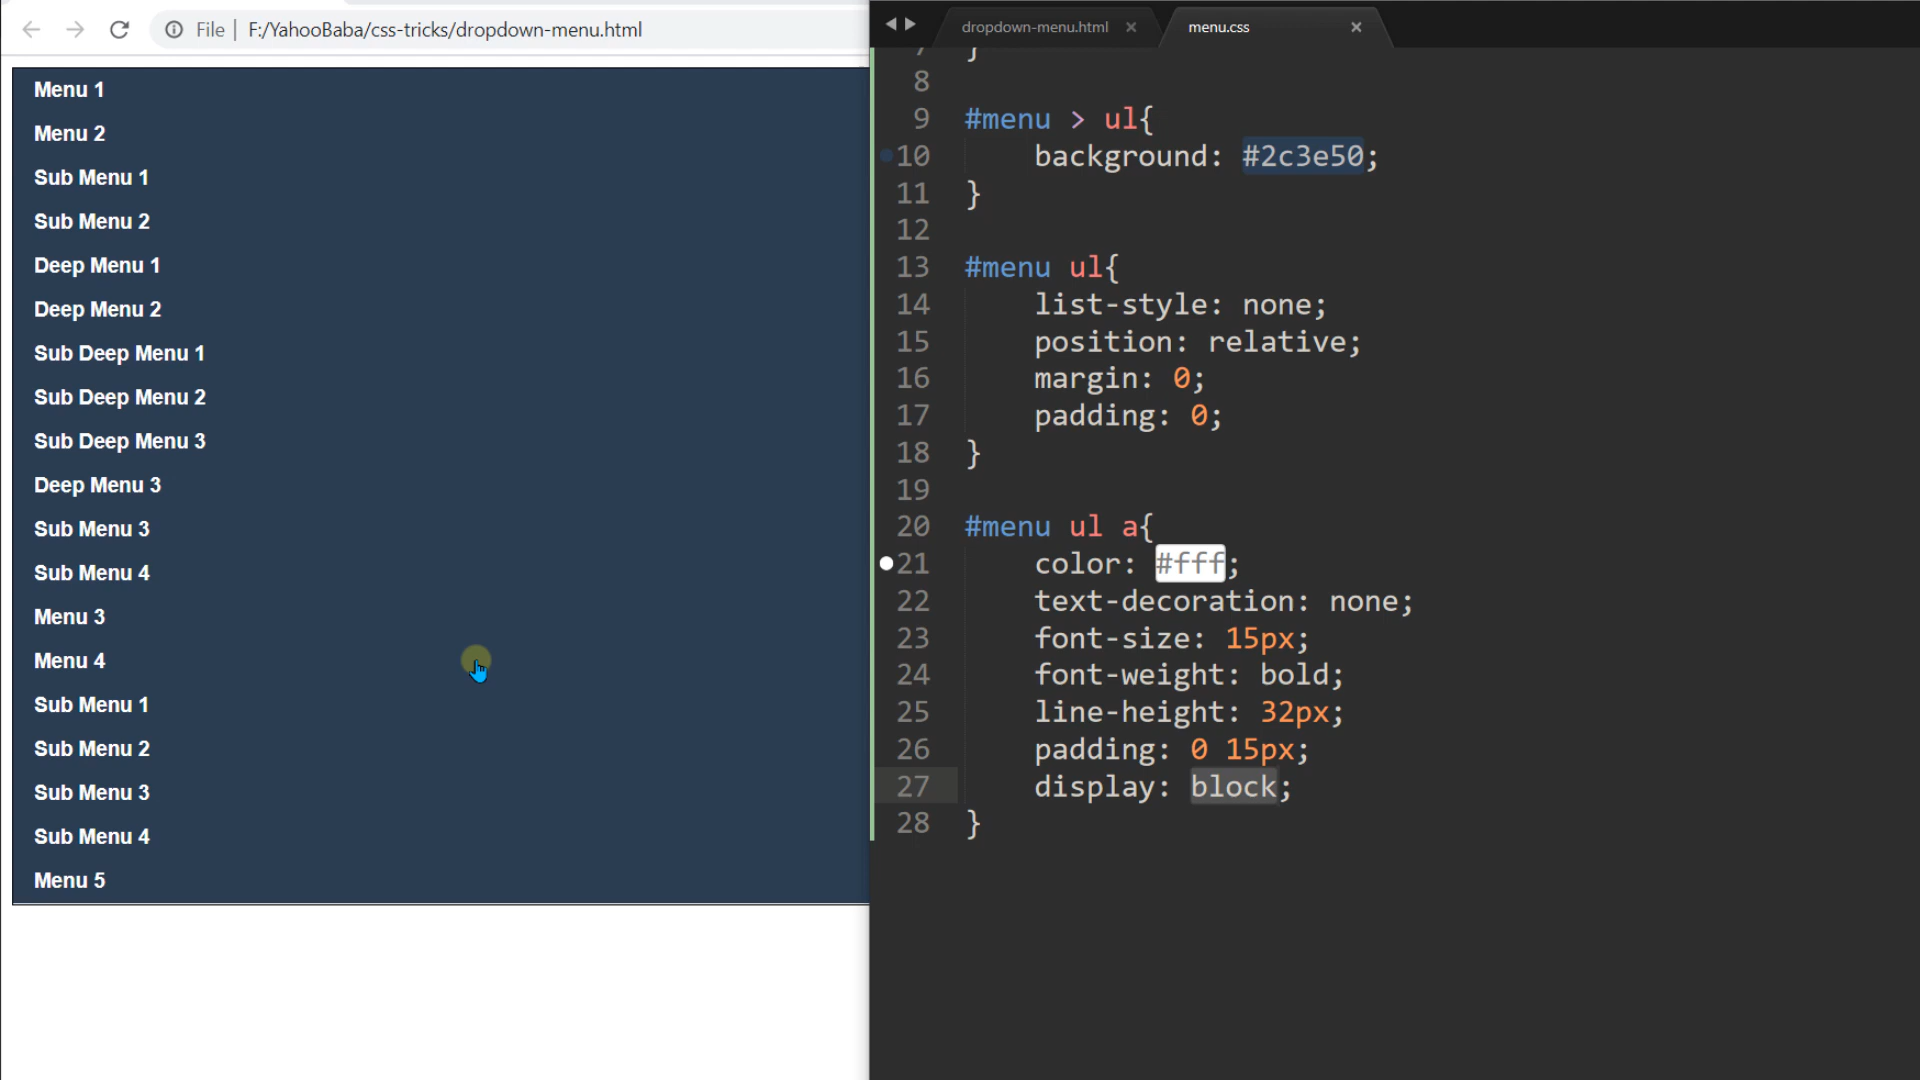 File | F:/YahooBaba/css-tricks/dropdown-menu.html
Menu 1
Menu 2
Sub Menu 1
Sub Menu 2
Deep Menu 1
Deep Menu 2
Sub Deep Menu 1
Sub Deep Menu 2
Sub Deep Menu 3
Deep Menu 3
Sub Menu 3
Sub Menu 4
Menu 3
Menu 4
Sub Menu 1
Sub Menu 2
Sub Menu 3
Sub Menu 4
Menu 5
dropdown-menu.html ×
menu.css ×
7 }
8
9 #menu > ul{
10 background: #2c3e50;
11 }
12
13 #menu ul{
14 list-style: none;
15 position: relative;
16 margin: 0;
17 padding: 0;
18 }
19
20 #menu ul a{
21 color: #fff;
22 text-decoration: none;
23 font-size: 15px;
24 font-weight: bold;
25 line-height: 32px;
26 padding: 0 15px;
27 display: block;
28 }